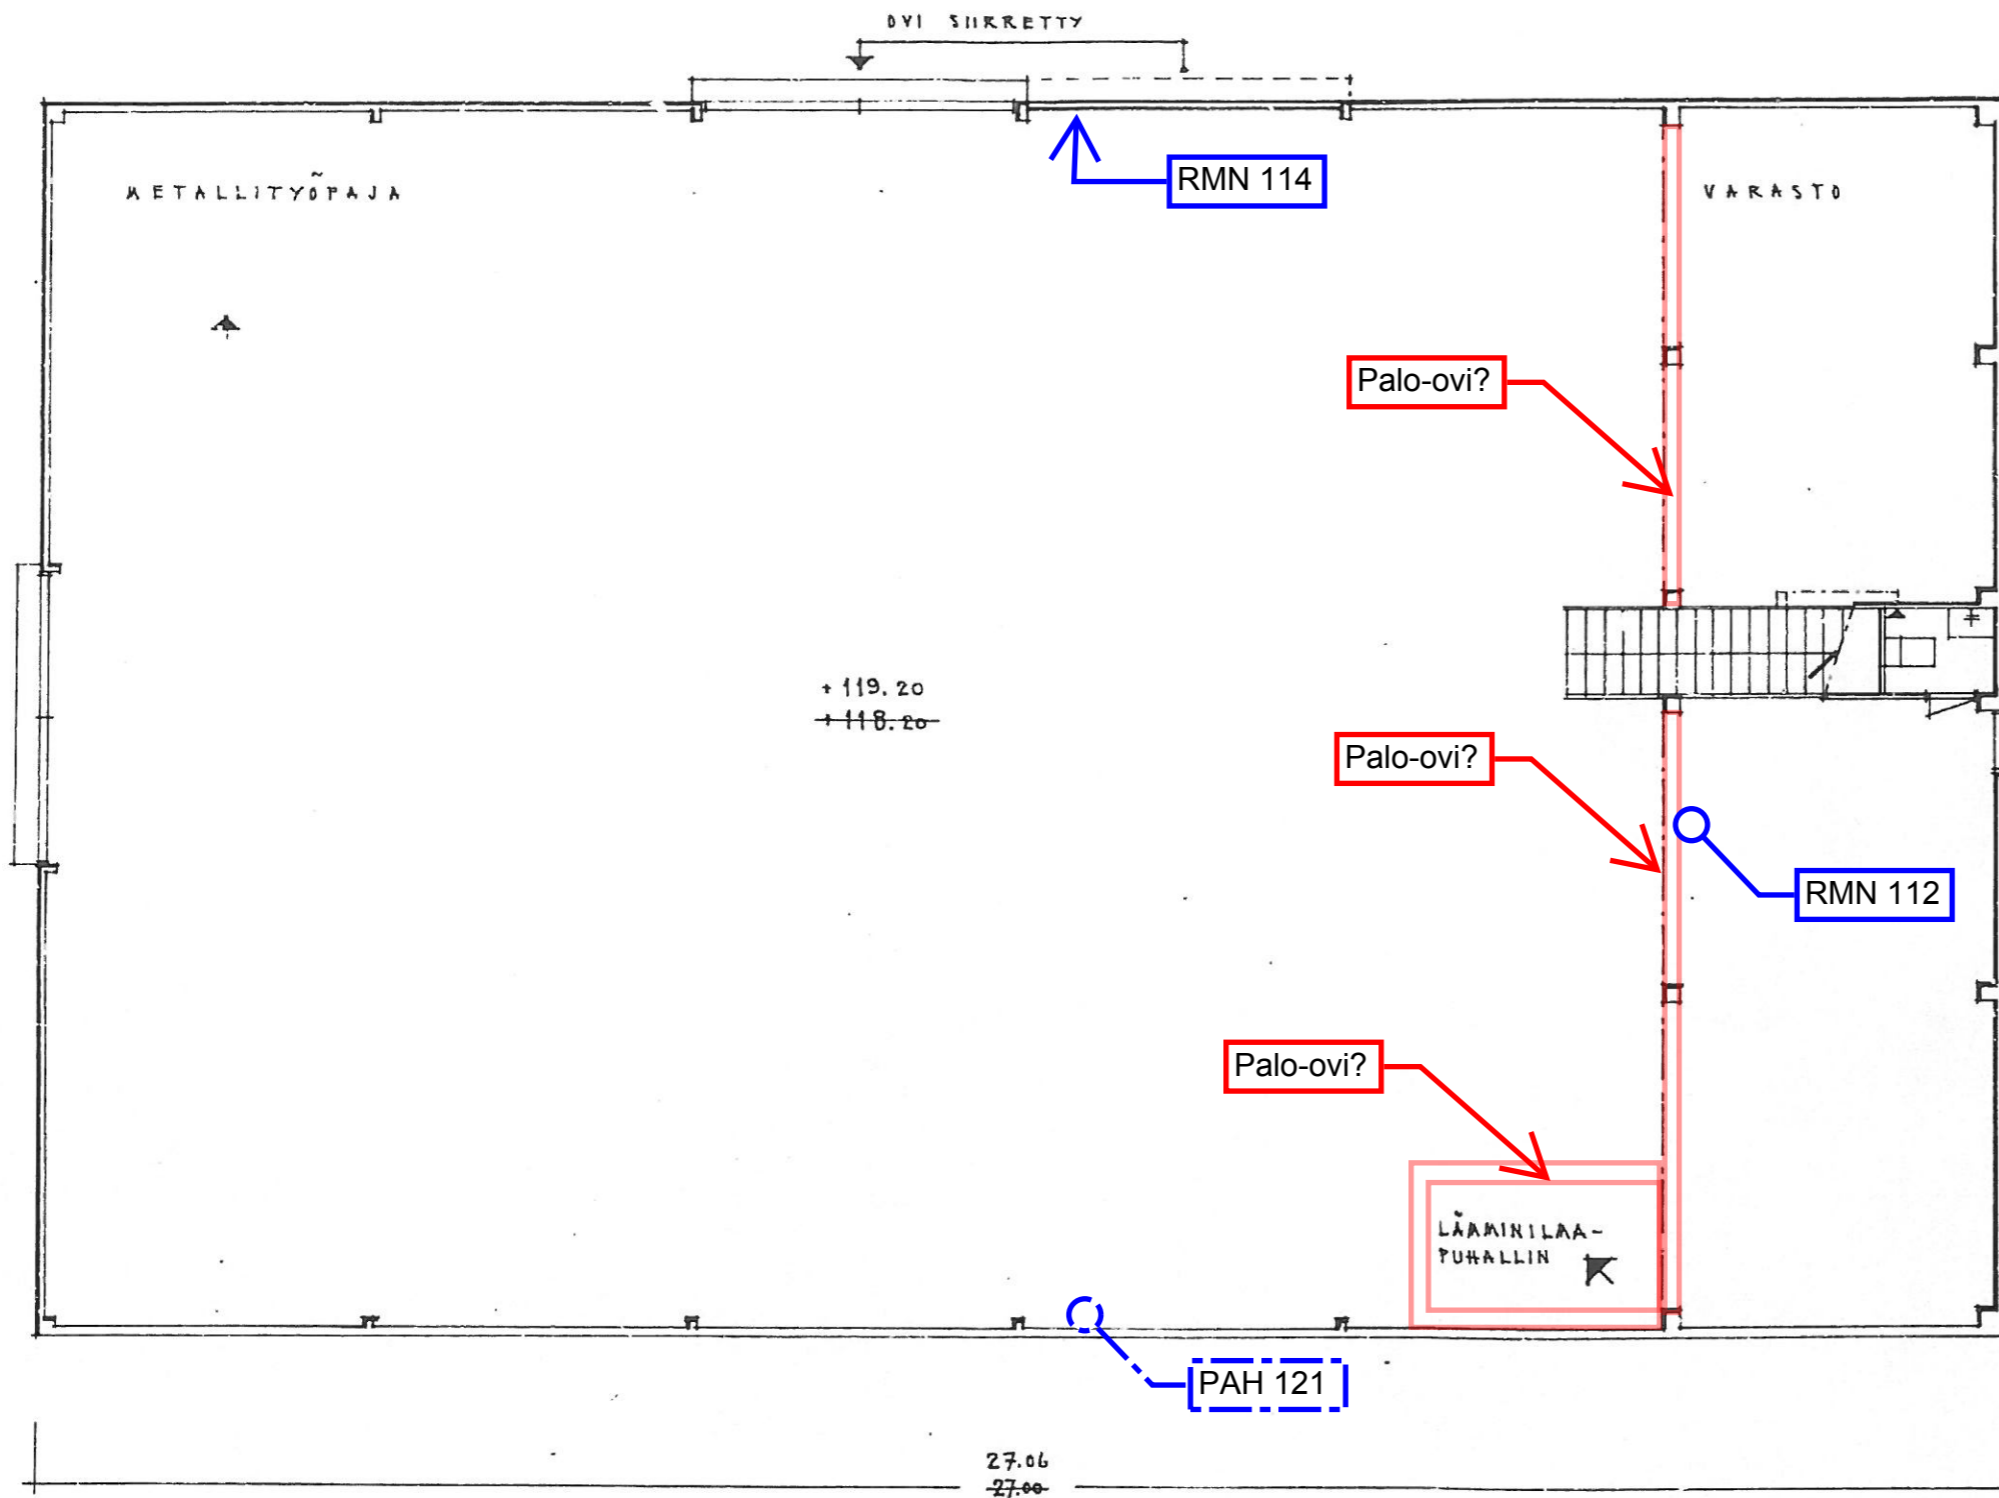 OVI SIIRRETTY
RMN 114
METALLITYÖPAJA
VARASTO
Palo-ovi?
+ 119.20
+ 118.20
Palo-ovi?
RMN 112
Palo-ovi?
LÄÄMINILAA-
PUHALLIN
PAH 121
27.06
27.00